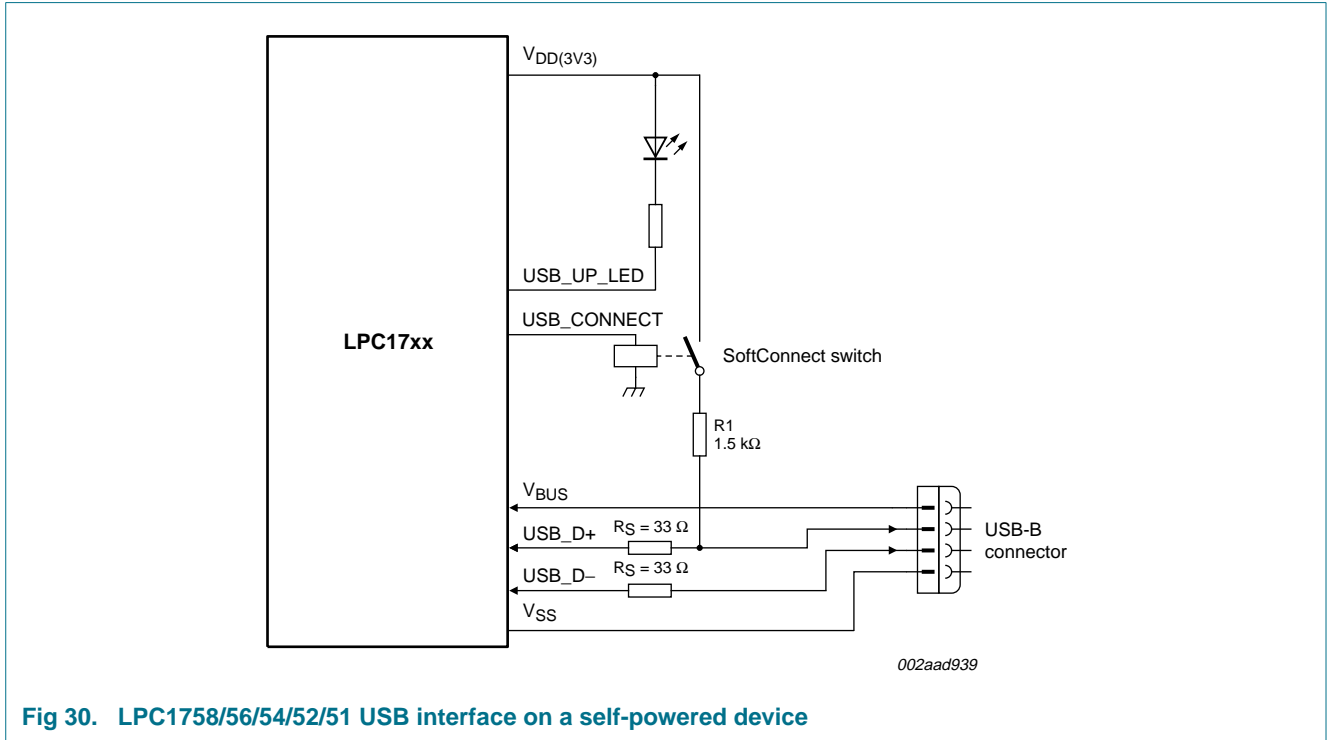 VDD(3V3)
USB_UP_LED
USB_CONNECT
LPC17xx
SoftConnect switch
R1
1.5 kΩ
VBUS
USB_D+
RS = 33 Ω
USB-B
connector
USB_D−
RS = 33 Ω
VSS
002aad939
Fig 30. LPC1758/56/54/52/51 USB interface on a self-powered device